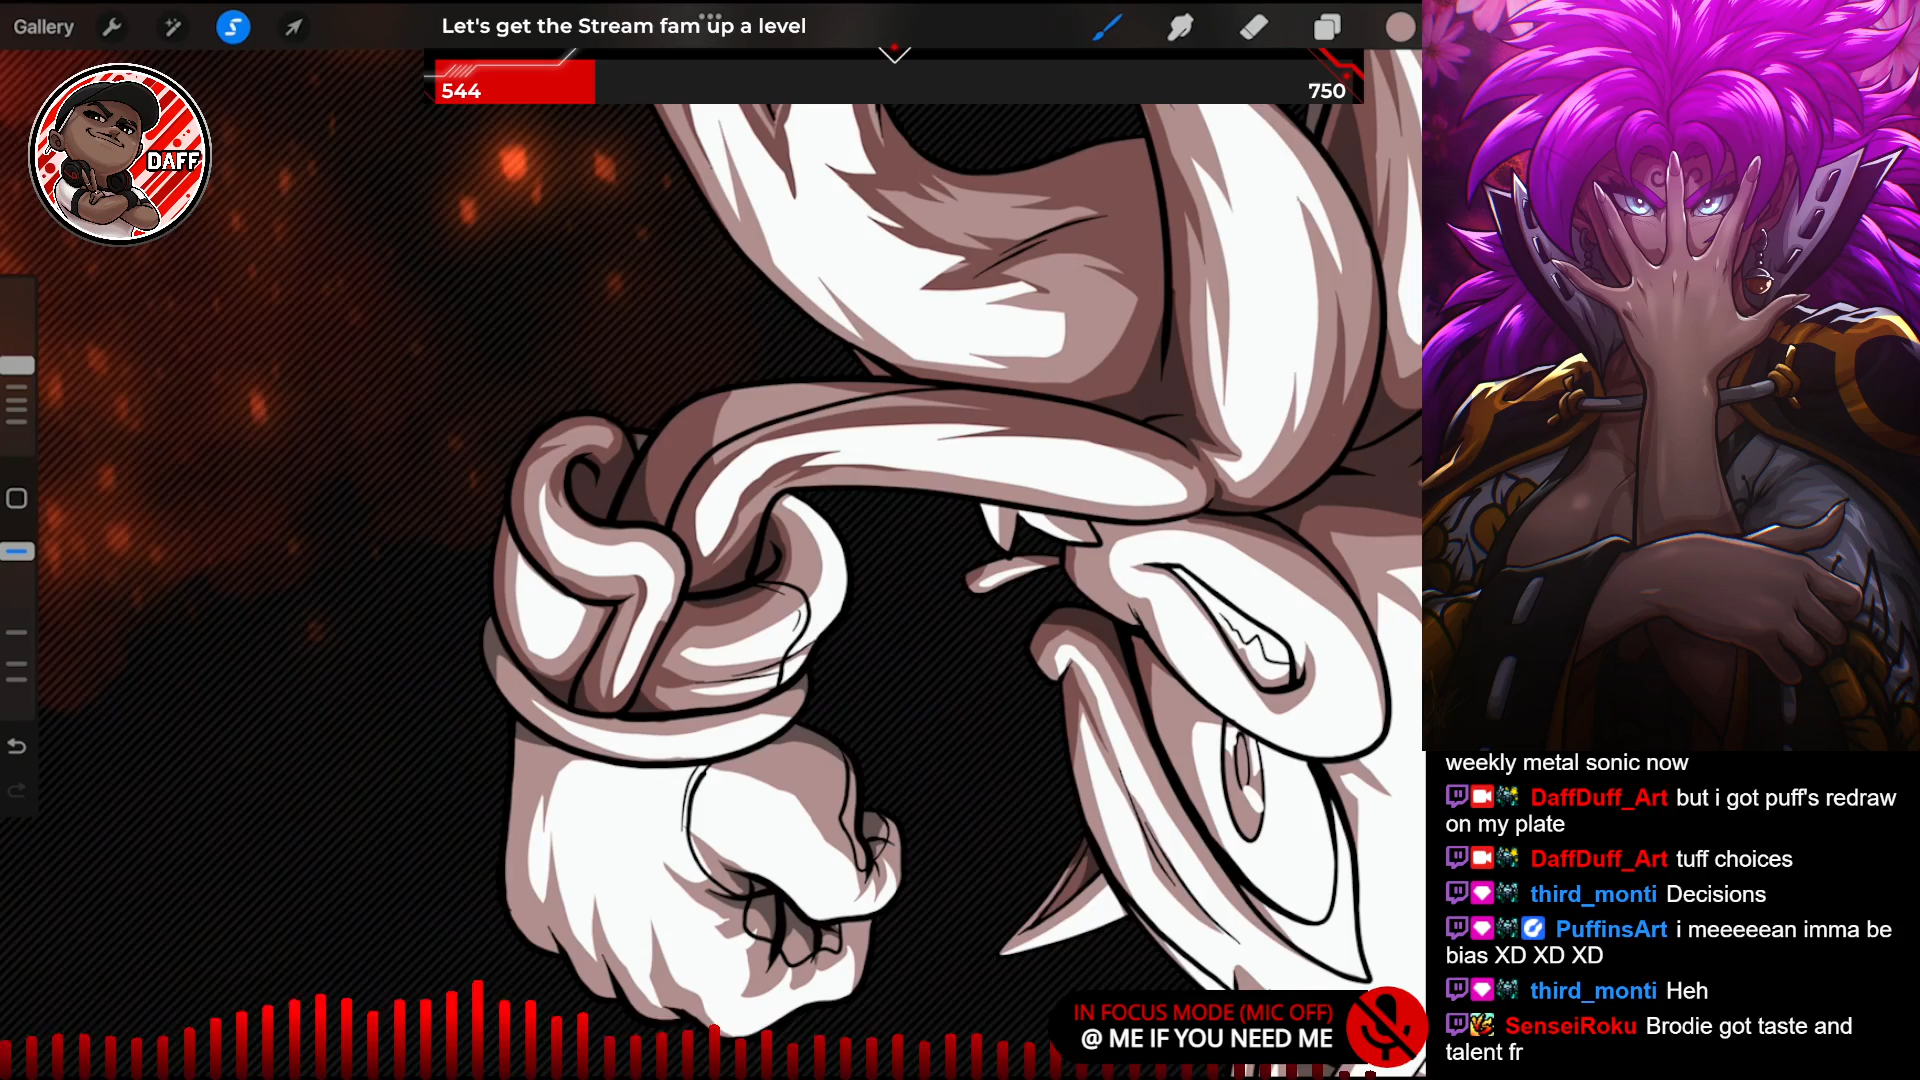 Gallery
Let's get the Stream fam up a level
544
750
DAFF
weekly metal sonic now
DaffDuff_Art but i got puff's redraw
on my plate
DaffDuff_Art tuff choices
third_monti Decisions
PuffinsArt i meeeeean imma be
bias XD XD XD
third_monti Heh
SenseiRoku Brodie got taste and
talent fr
IN FOCUS MODE (MIC OFF)
@ ME IF YOU NEED ME